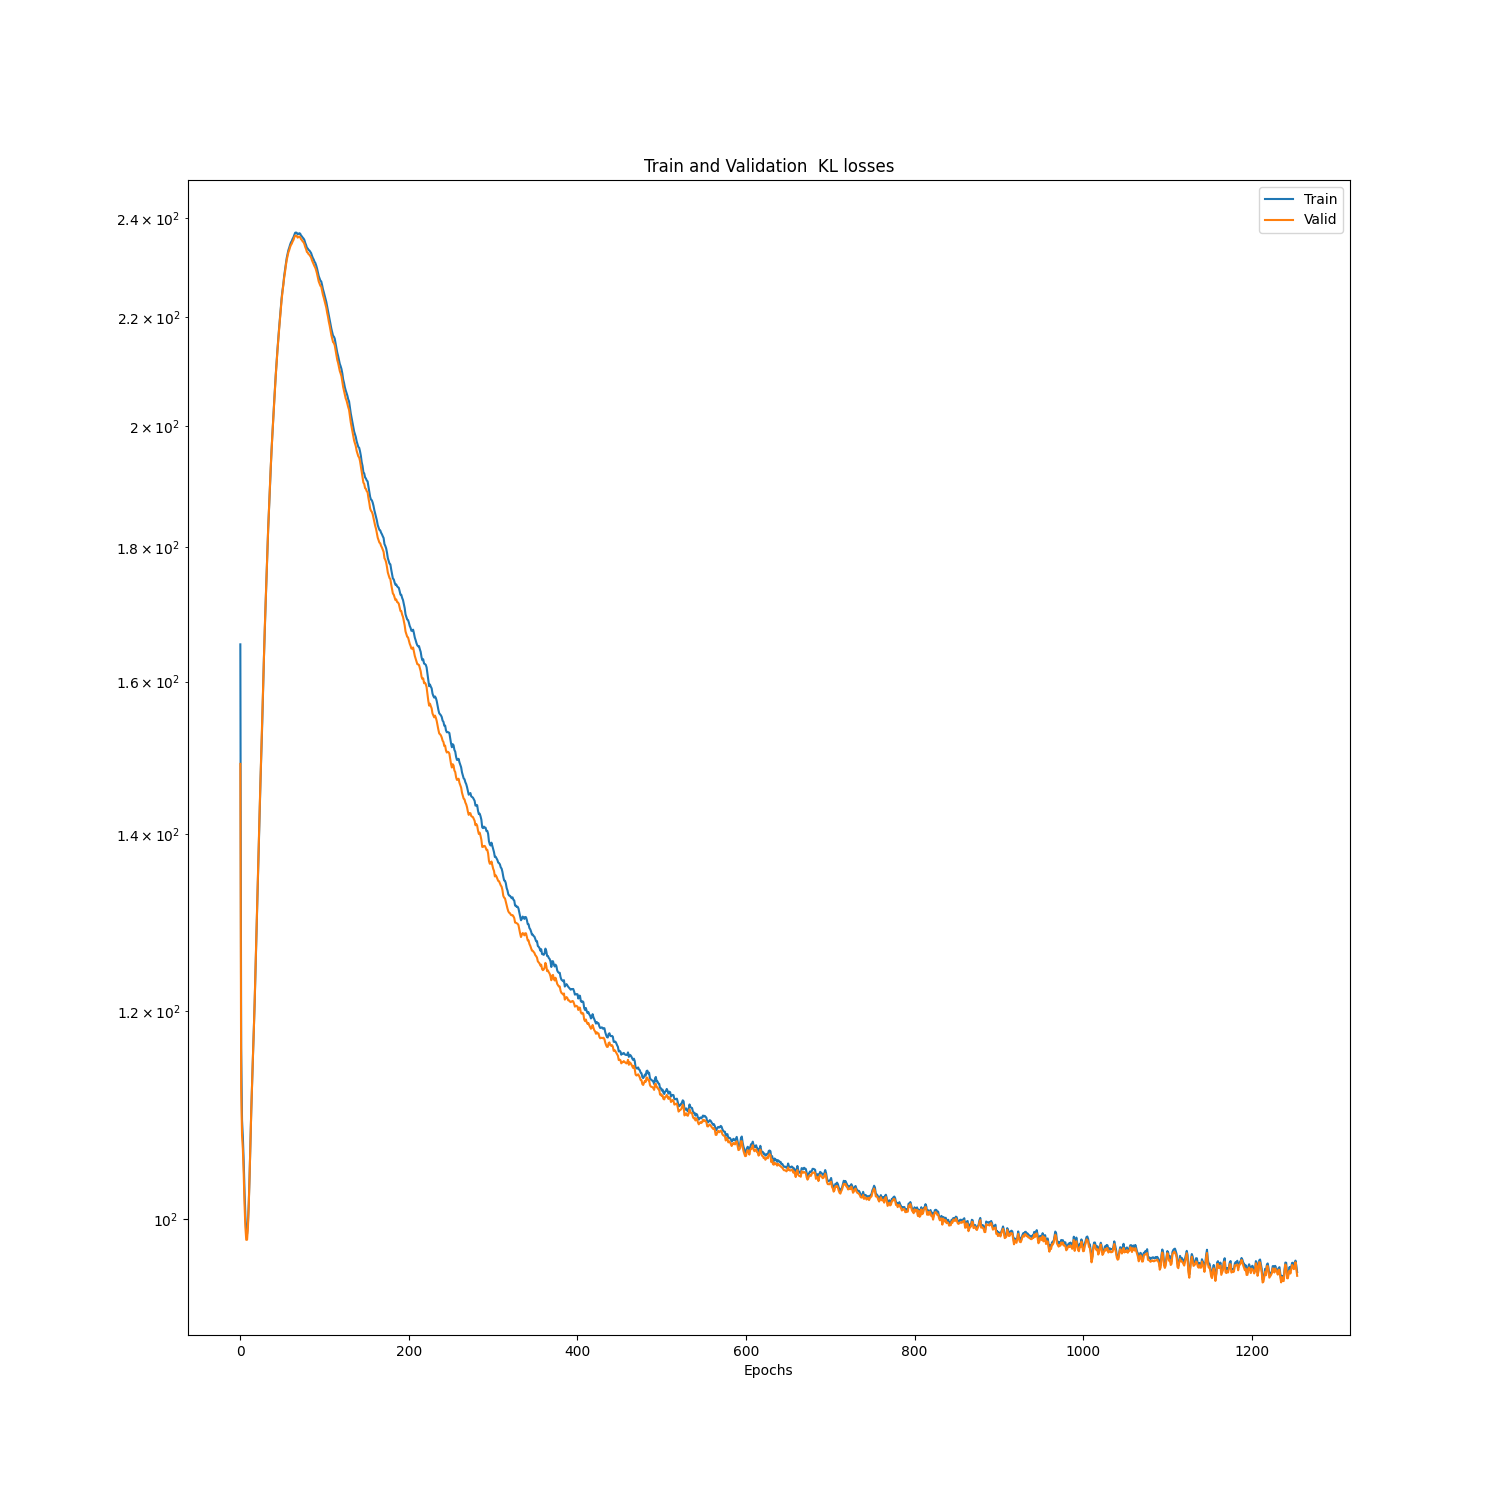 Train and Validation  KL losses
Train
Valid
2.4 × 10²
2.2 × 10²
2 × 10²
1.8 × 10²
1.6 × 10²
1.4 × 10²
1.2 × 10²
10²
0 200 400 600 800 1000 1200
Epochs